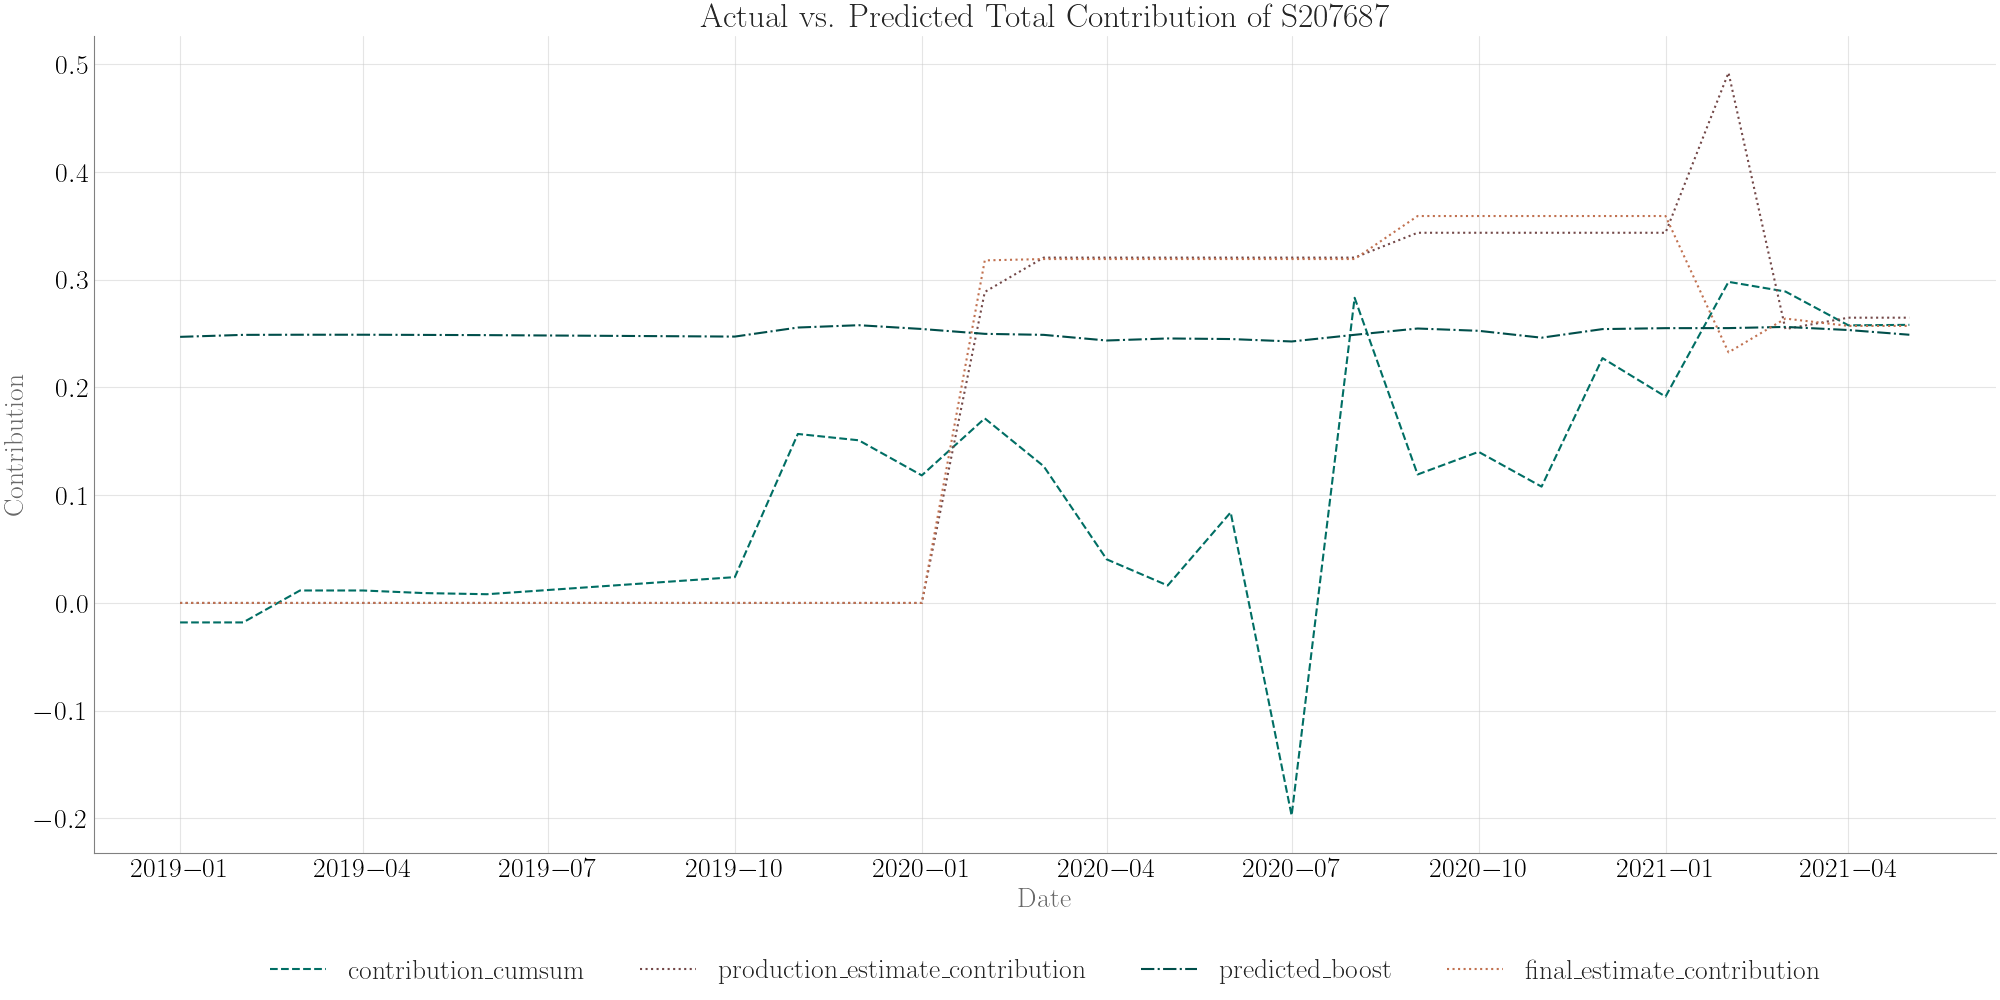 Actual vs. Predicted Total Contribution of S207687
0.5
0.4
0.3
0.2
0.1
0.0
−0.1
−0.2
Contribution
2019−01 2019−04 2019−07 2019−10 2020−01 2020−04 2020−07 2020−10 2021−01 2021−04
Date
contribution_cumsum production_estimate_contribution predicted_boost final_estimate_contribution